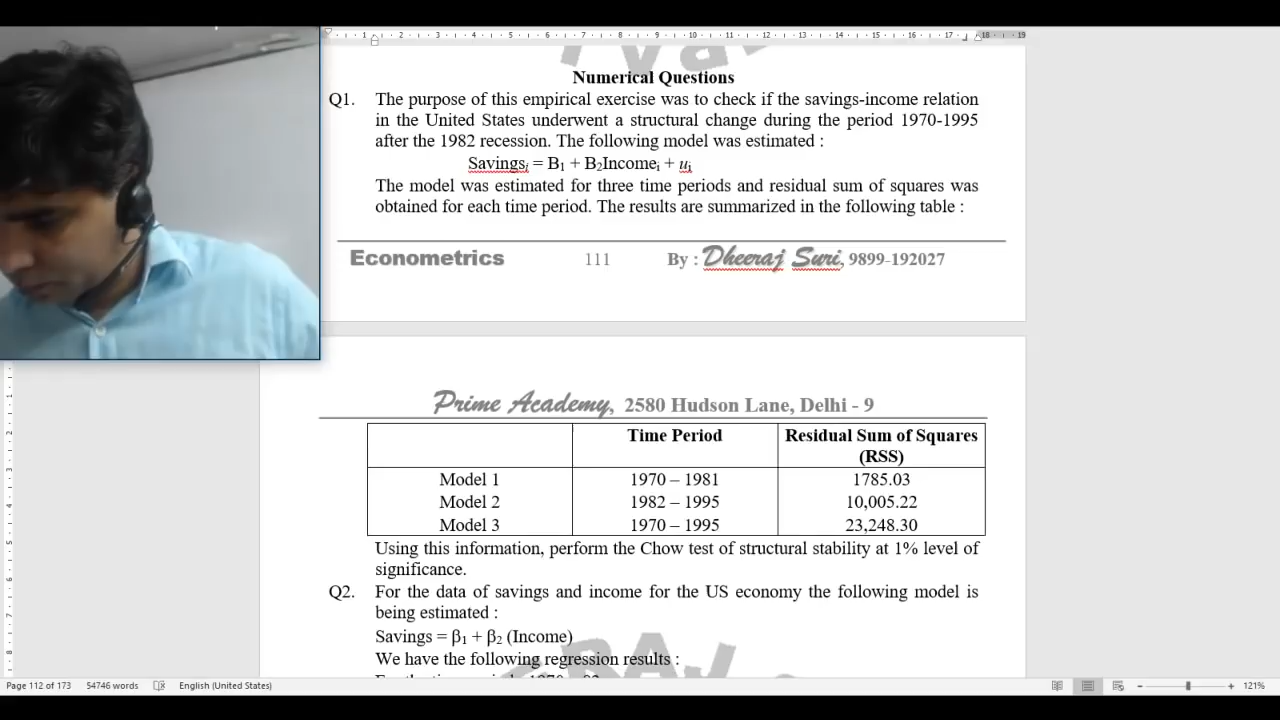 Numerical Questions
Q1. The purpose of this empirical exercise was to check if the savings-income relation
in the United States underwent a structural change during the period 1970-1995
after the 1982 recession. The following model was estimated :
Savingsᵢ = B₁ + B₂Incomeᵢ + uᵢ
The model was estimated for three time periods and residual sum of squares was
obtained for each time period. The results are summarized in the following table :
Econometrics 111 By : Dheeraj Suri, 9899-192027
Prime Academy, 2580 Hudson Lane, Delhi - 9
Time Period Residual Sum of Squares
(RSS)
Model 1 1970 – 1981 1785.03
Model 2 1982 – 1995 10,005.22
Model 3 1970 – 1995 23,248.30
Using this information, perform the Chow test of structural stability at 1% level of
significance.
Q2. For the data of savings and income for the US economy the following model is
being estimated :
Savings = β₁ + β₂ (Income)
We have the following regression results :
Page 112 of 173 54746 words English (United States) 121%